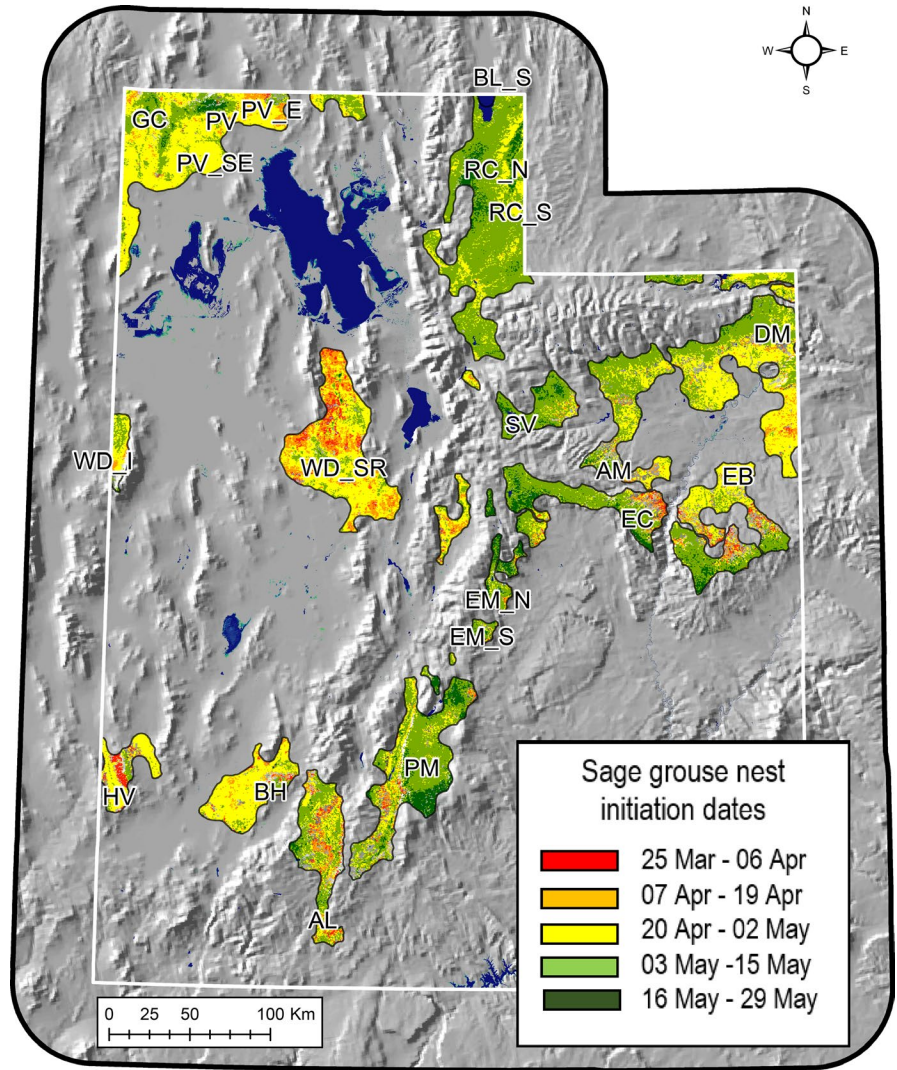 N
W E
S
BL_S
GC
PV
PV_E
PV_SE
RC_N
RC_S
DM
SV
WD_I
WD_SR
AM
EB
EC
EM_N
EM_S
PM
HV
BH
AL
Sage grouse nest
initiation dates
25 Mar - 06 Apr
07 Apr - 19 Apr
20 Apr - 02 May
03 May -15 May
16 May - 29 May
0 25 50 100 Km